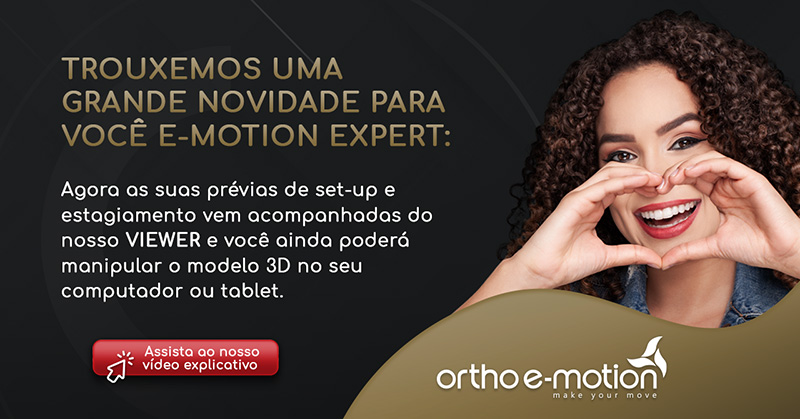 TROUXEMOS UMA
GRANDE NOVIDADE PARA
VOCÊ E-MOTION EXPERT:
Agora as suas prévias de set-up e
estagiamento vem acompanhadas do
nosso VIEWER e você ainda poderá
manipular o modelo 3D no seu
computador ou tablet.
Assista ao nosso
vídeo explicativo
ortho e-motion
make your move